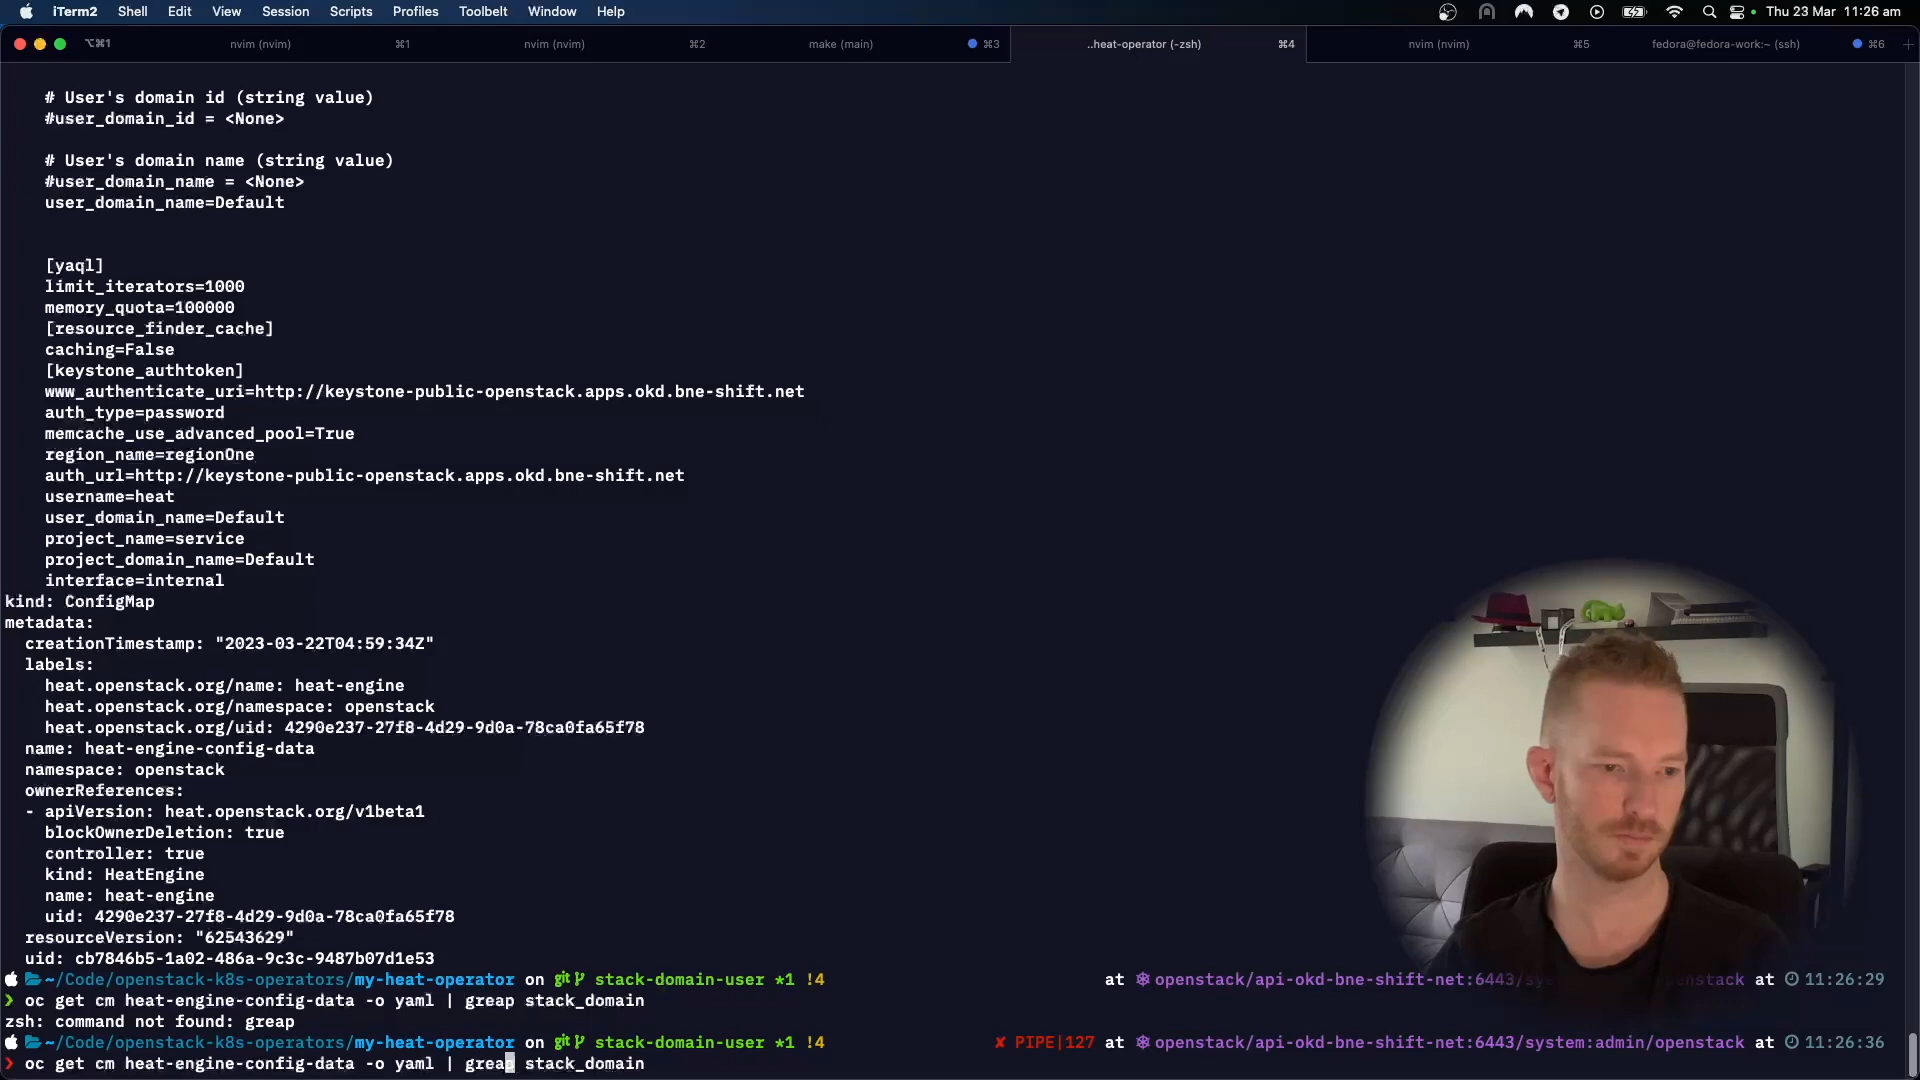 iTerm2 Shell Edit View Session Scripts Profiles Toolbelt Window Help Thu 23 Mar 11:26 am
⌥⌘1 nvim (nvim) ⌘1 nvim (nvim) ⌘2 make (main) ⌘3 ..heat-operator (-zsh) ⌘4 nvim (nvim) ⌘5 fedora@fedora-work:~ (ssh) ⌘6
# User's domain id (string value)
#user_domain_id = <None>
# User's domain name (string value)
#user_domain_name = <None>
user_domain_name=Default
[yaql]
limit_iterators=1000
memory_quota=100000
[resource_finder_cache]
caching=False
[keystone_authtoken]
www_authenticate_uri=http://keystone-public-openstack.apps.okd.bne-shift.net
auth_type=password
memcache_use_advanced_pool=True
region_name=regionOne
auth_url=http://keystone-public-openstack.apps.okd.bne-shift.net
username=heat
user_domain_name=Default
project_name=service
project_domain_name=Default
interface=internal
kind: ConfigMap
metadata:
creationTimestamp: "2023-03-22T04:59:34Z"
labels:
heat.openstack.org/name: heat-engine
heat.openstack.org/namespace: openstack
heat.openstack.org/uid: 4290e237-27f8-4d29-9d0a-78ca0fa65f78
name: heat-engine-config-data
namespace: openstack
ownerReferences:
- apiVersion: heat.openstack.org/v1beta1
blockOwnerDeletion: true
controller: true
kind: HeatEngine
name: heat-engine
uid: 4290e237-27f8-4d29-9d0a-78ca0fa65f78
resourceVersion: "62543629"
uid: cb7846b5-1a02-486a-9c3c-9487b07d1e53
~/Code/openstack-k8s-operators/my-heat-operator on git stack-domain-user *1 !4 at ⎈ openstack/api-okd-bne-shift-net:6443/ openstack at 11:26:29
❯ oc get cm heat-engine-config-data -o yaml | greap stack_domain
zsh: command not found: greap
~/Code/openstack-k8s-operators/my-heat-operator on git stack-domain-user *1 !4 ✘ PIPE|127 at ⎈ openstack/api-okd-bne-shift-net:6443/system:admin/openstack at 11:26:36
❯ oc get cm heat-engine-config-data -o yaml | greap stack_domain